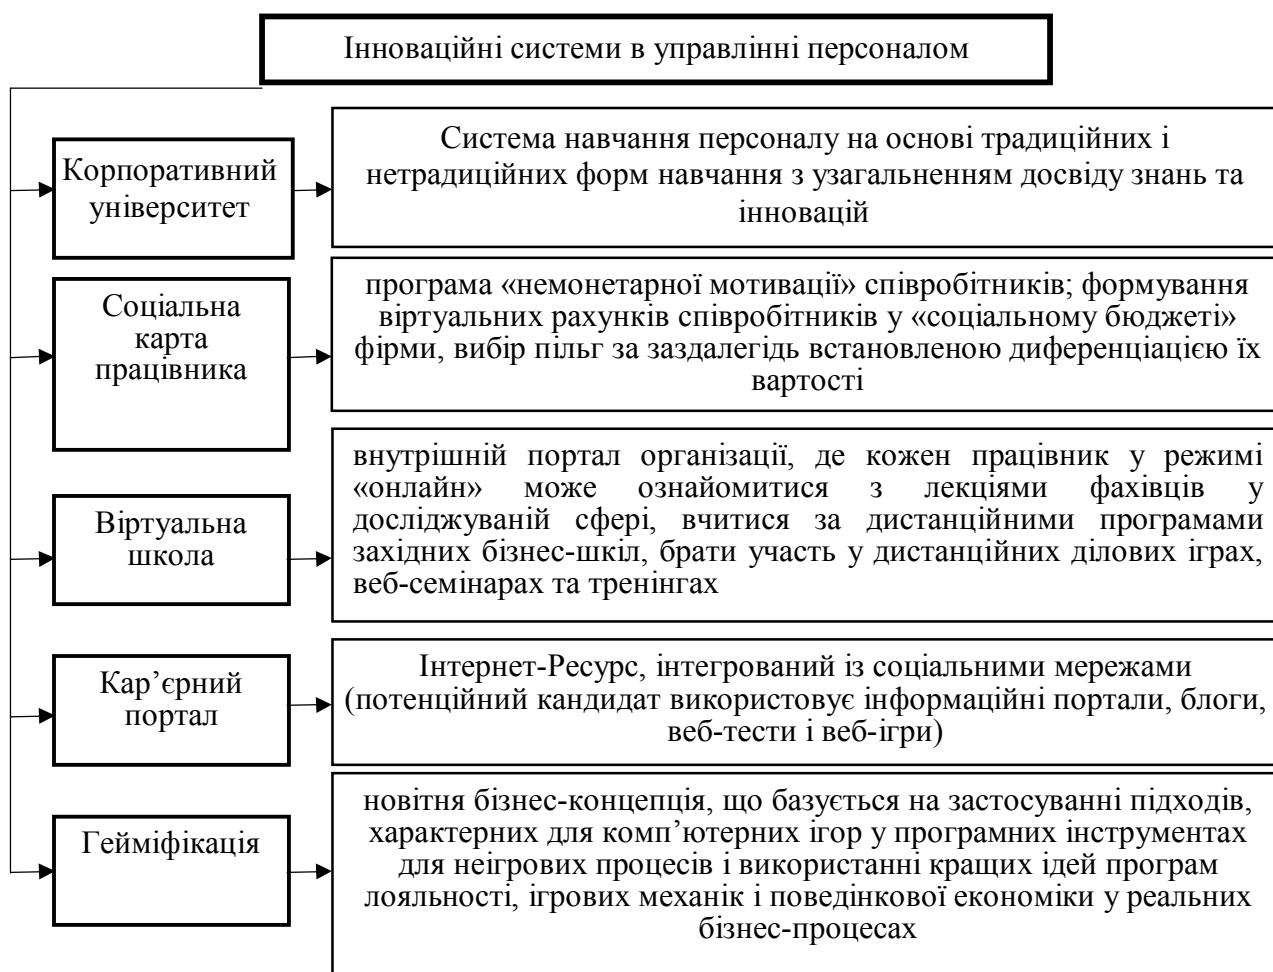 Інноваційні системи в управлінні персоналом
Корпоративний
університет
Система навчання персоналу на основі традиційних і
нетрадиційних форм навчання з узагальненням досвіду знань та
інновацій
Соціальна
карта
працівника
програма «немонетарної мотивації» співробітників; формування
віртуальних рахунків співробітників у «соціальному бюджеті»
фірми, вибір пільг за заздалегідь встановленою диференціацією їх
вартості
Віртуальна
школа
внутрішній портал організації, де кожен працівник у режимі
«онлайн» може ознайомитися з лекціями фахівців у
досліджуваній сфері, вчитися за дистанційними програмами
західних бізнес-шкіл, брати участь у дистанційних ділових іграх,
веб-семінарах та тренінгах
Кар’єрний
портал
Інтернет-Ресурс, інтегрований із соціальними мережами
(потенційний кандидат використовує інформаційні портали, блоги,
веб-тести і веб-ігри)
Гейміфікація
новітня бізнес-концепція, що базується на застосуванні підходів,
характерних для комп’ютерних ігор у програмних інструментах
для неігрових процесів і використанні кращих ідей програм
лояльності, ігрових механік і поведінкової економіки у реальних
бізнес-процесах